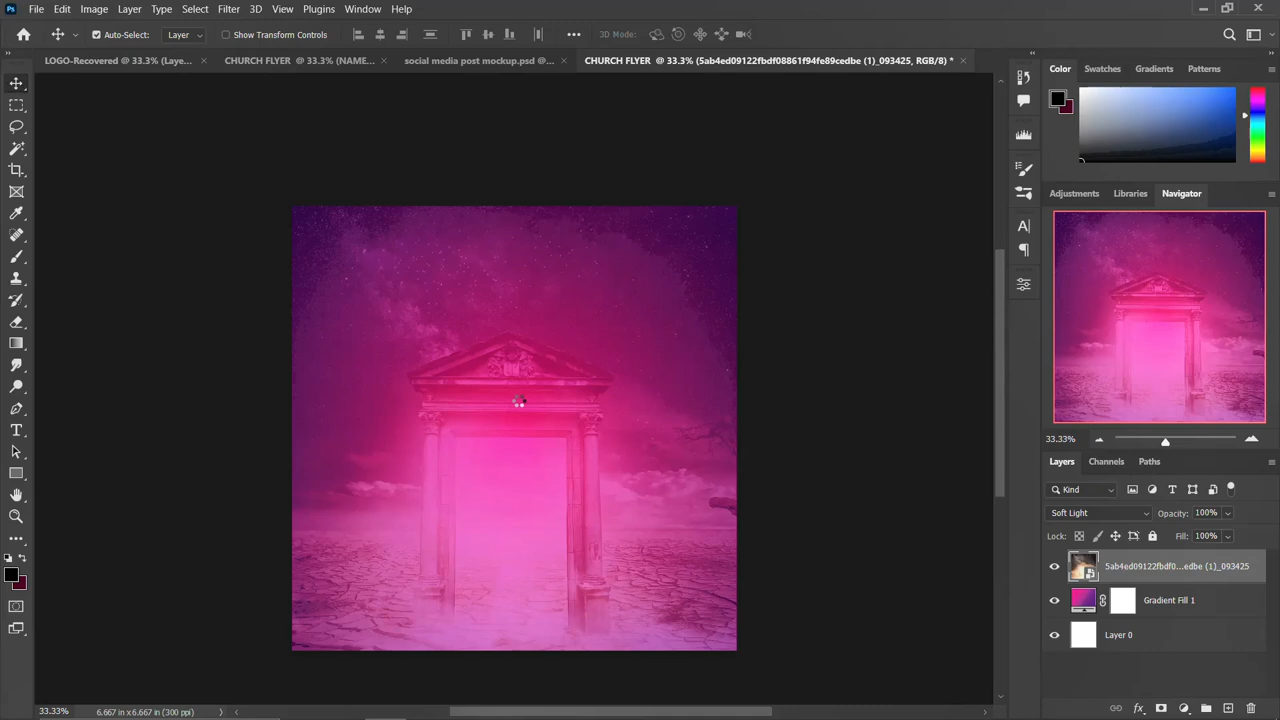 Ps File Edit Image Layer Type Select Filter 3D View Plugins Window Help
Auto-Select: Layer Show Transform Controls 3D Mode:
LOGO-Recovered @ 33.3% (Laye... CHURCH FLYER @ 33.3% (NAME... social media post mockup.psd @... CHURCH FLYER @ 33.3% (5ab4ed09122fbdf08861f94fe89cedbe (1)_093425, RGB/8) *
Color Swatches Gradients Patterns
Adjustments Libraries Navigator
33.33%
Layers Channels Paths
Kind
Soft Light Opacity: 100%
Lock: Fill: 100%
5ab4ed09122fbdf0...edbe (1)_093425
Gradient Fill 1
Layer 0
33.33% 6.667 in x 6.667 in (300 ppi)